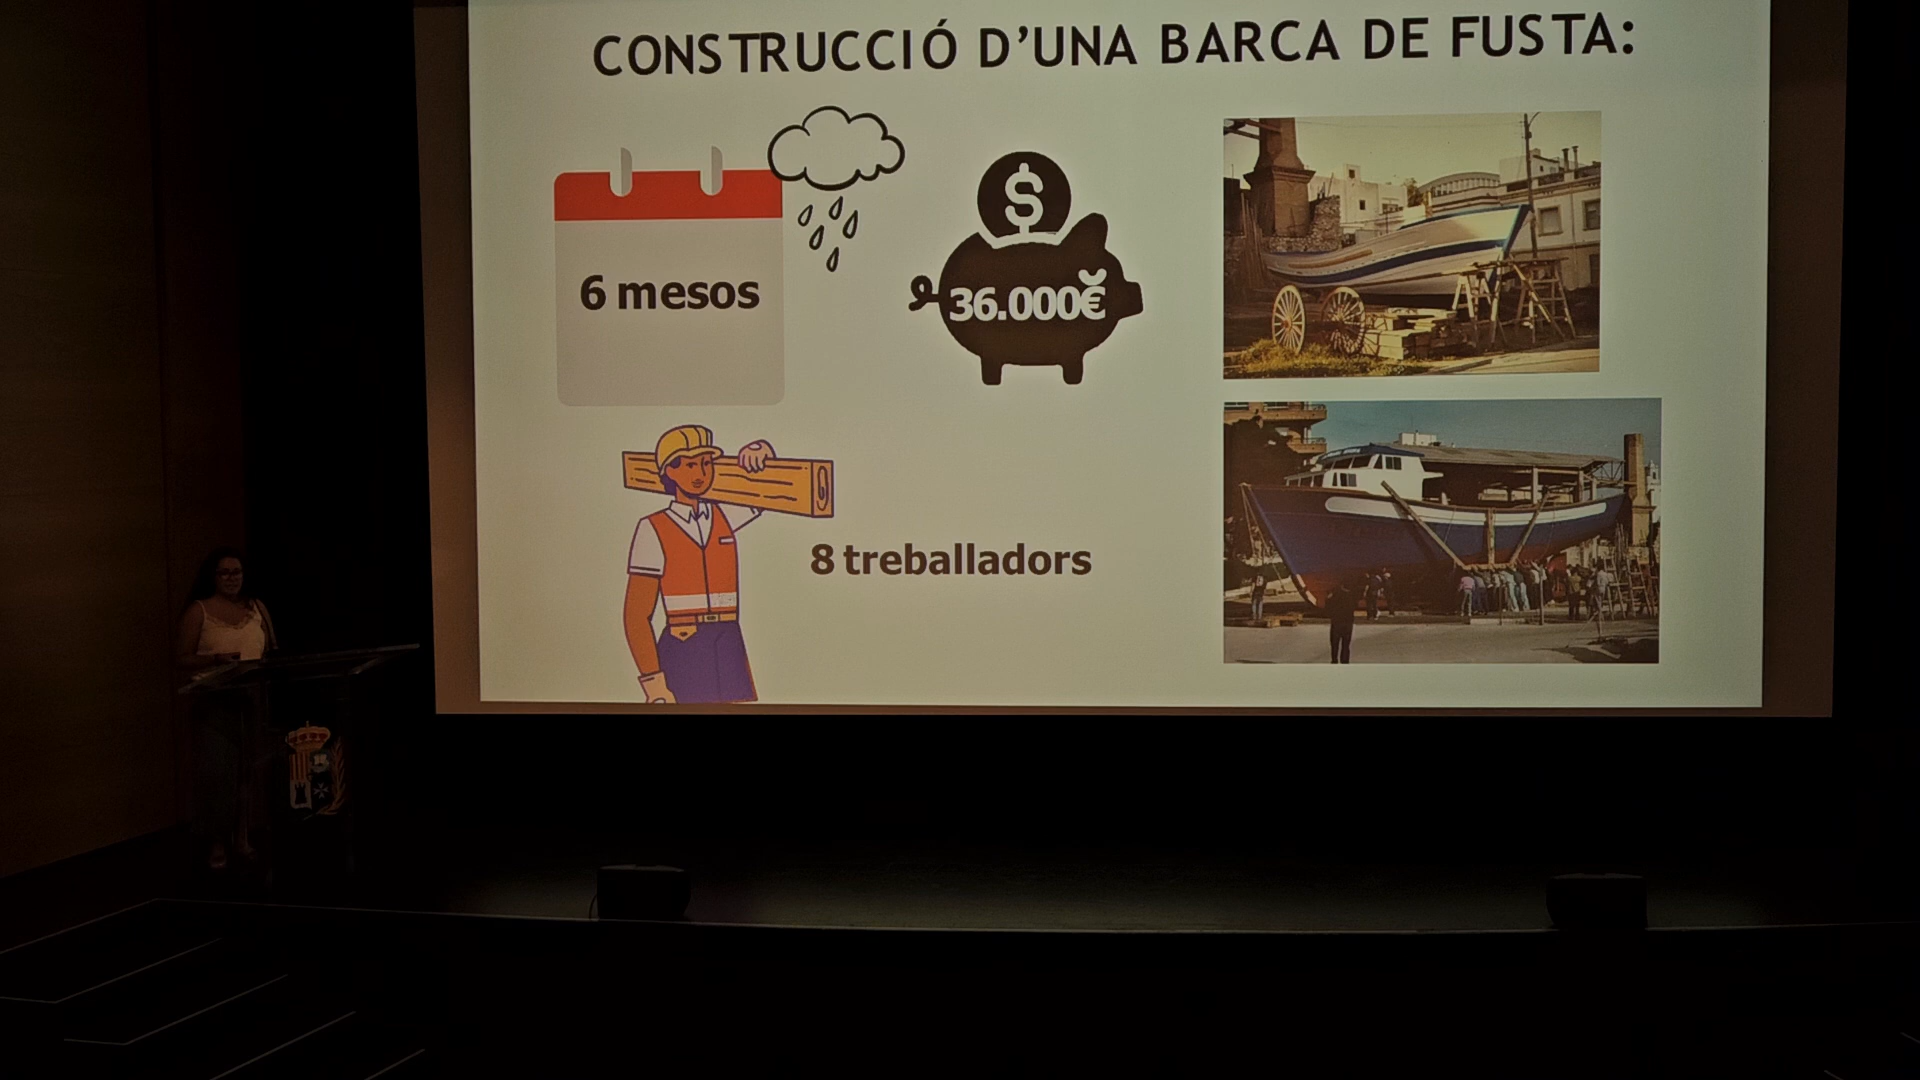 CONSTRUCCIÓ D'UNA BARCA DE FUSTA:
$
6 mesos
36.000€
8 treballadors